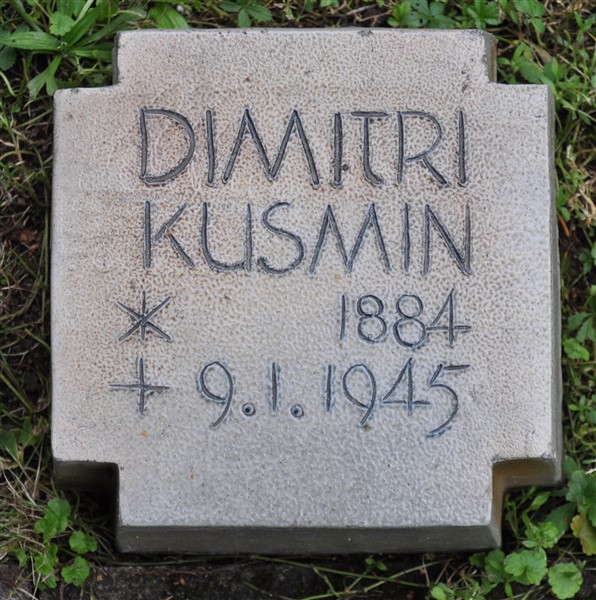 DIMITRI
KUSMIN
* 1884
+ 9.1.1945